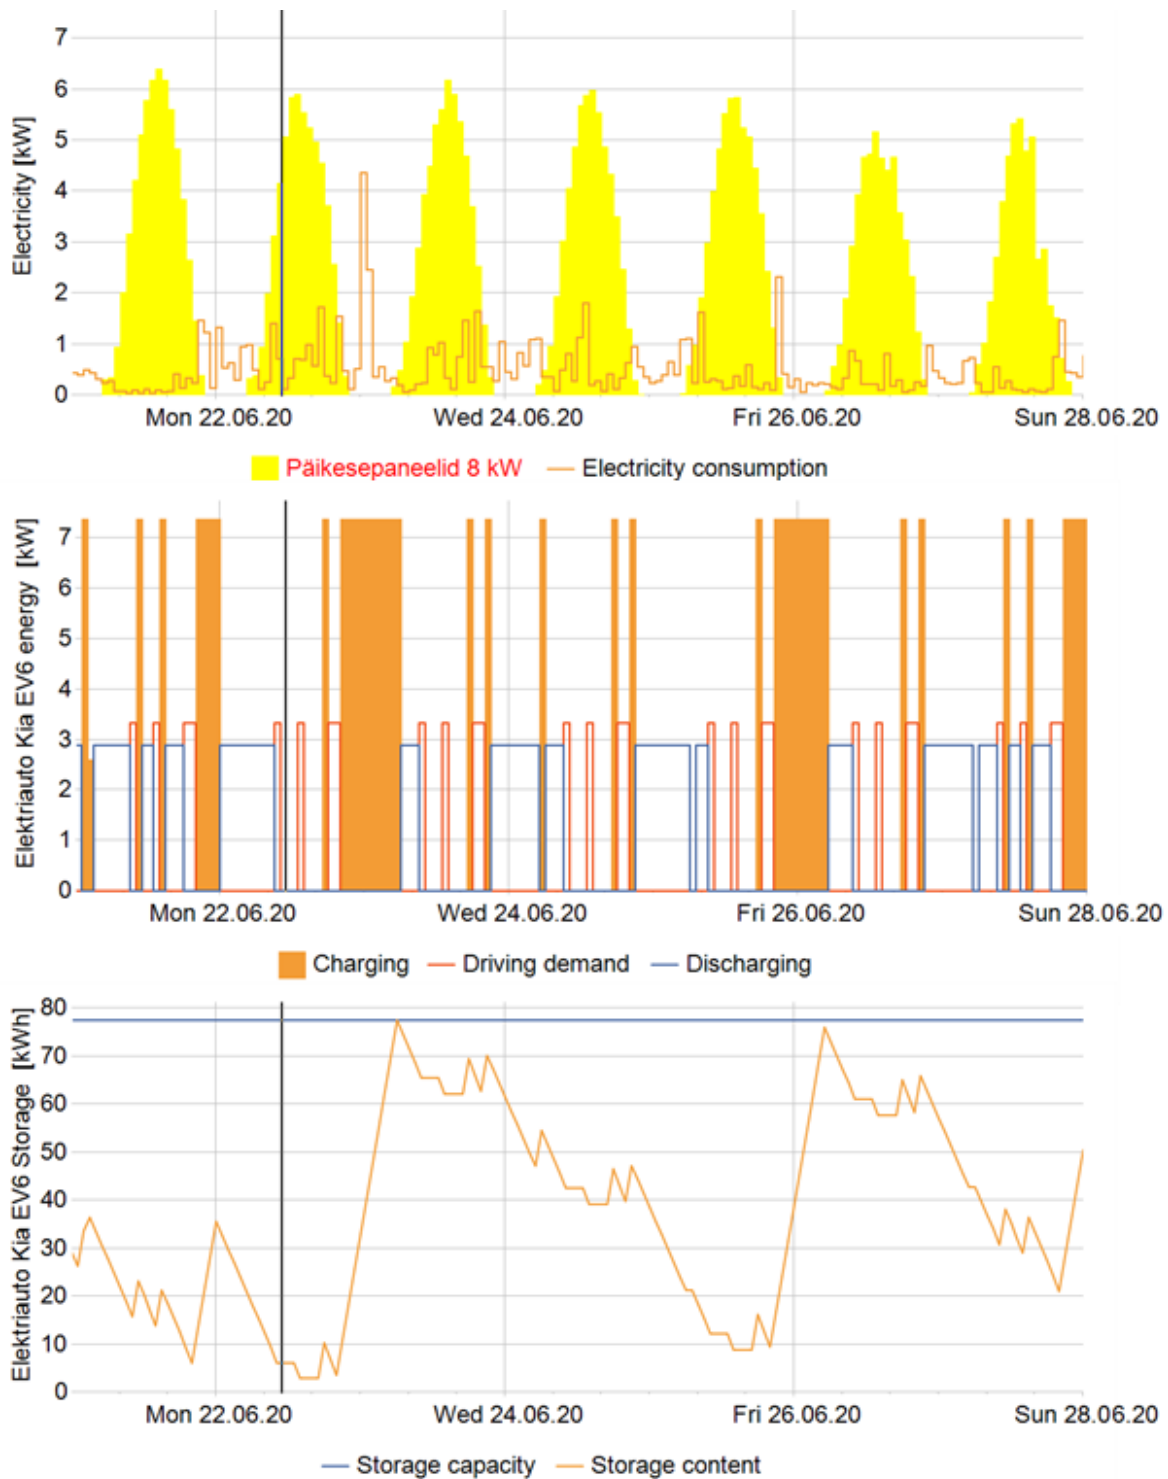 Electricity [kW]
7
6
5
4
3
2
1
0
Mon 22.06.20 Wed 24.06.20 Fri 26.06.20 Sun 28.06.20
Päikesepaneelid 8 kW Electricity consumption
Elektriauto Kia EV6 energy [kW]
7
6
5
4
3
2
1
0
Mon 22.06.20 Wed 24.06.20 Fri 26.06.20 Sun 28.06.20
Charging Driving demand Discharging
Elektriauto Kia EV6 Storage [kWh]
80
70
60
50
40
30
20
10
0
Mon 22.06.20 Wed 24.06.20 Fri 26.06.20 Sun 28.06.20
Storage capacity Storage content